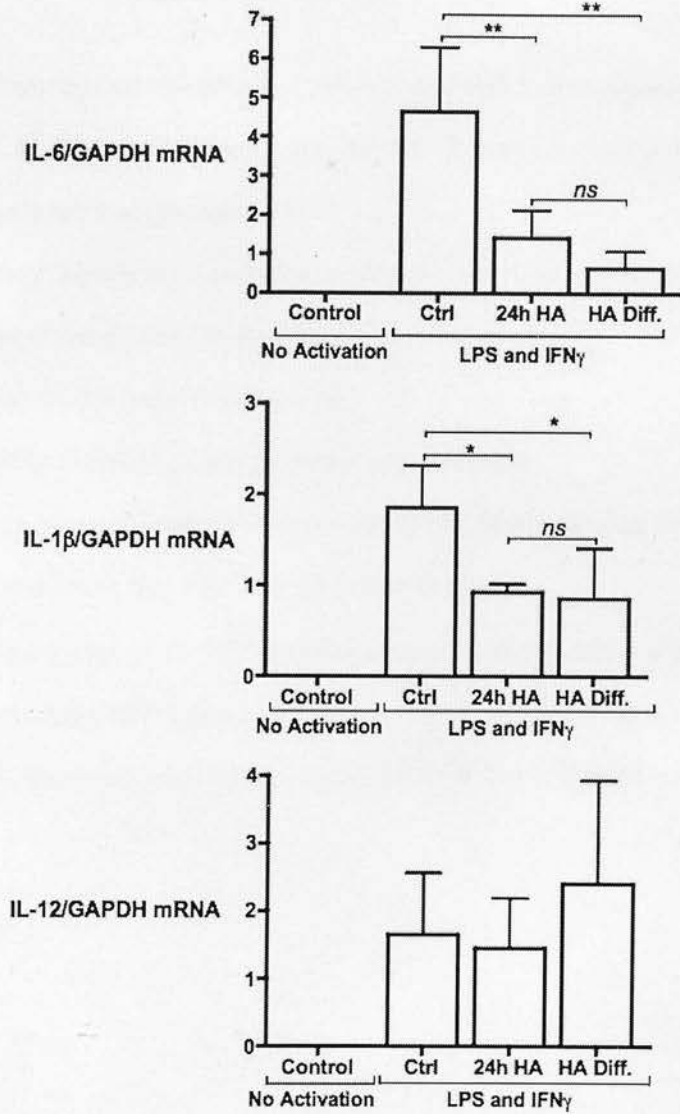 **
**
7
6
5
4
3
2
1
0
IL-6/GAPDH mRNA
ns
Control Ctrl 24h HA HA Diff.
No Activation LPS and IFNγ
3
2
1
0
IL-1β/GAPDH mRNA
*
*
ns
Control Ctrl 24h HA HA Diff.
No Activation LPS and IFNγ
4
3
2
1
0
IL-12/GAPDH mRNA
Control Ctrl 24h HA HA Diff.
No Activation LPS and IFNγ